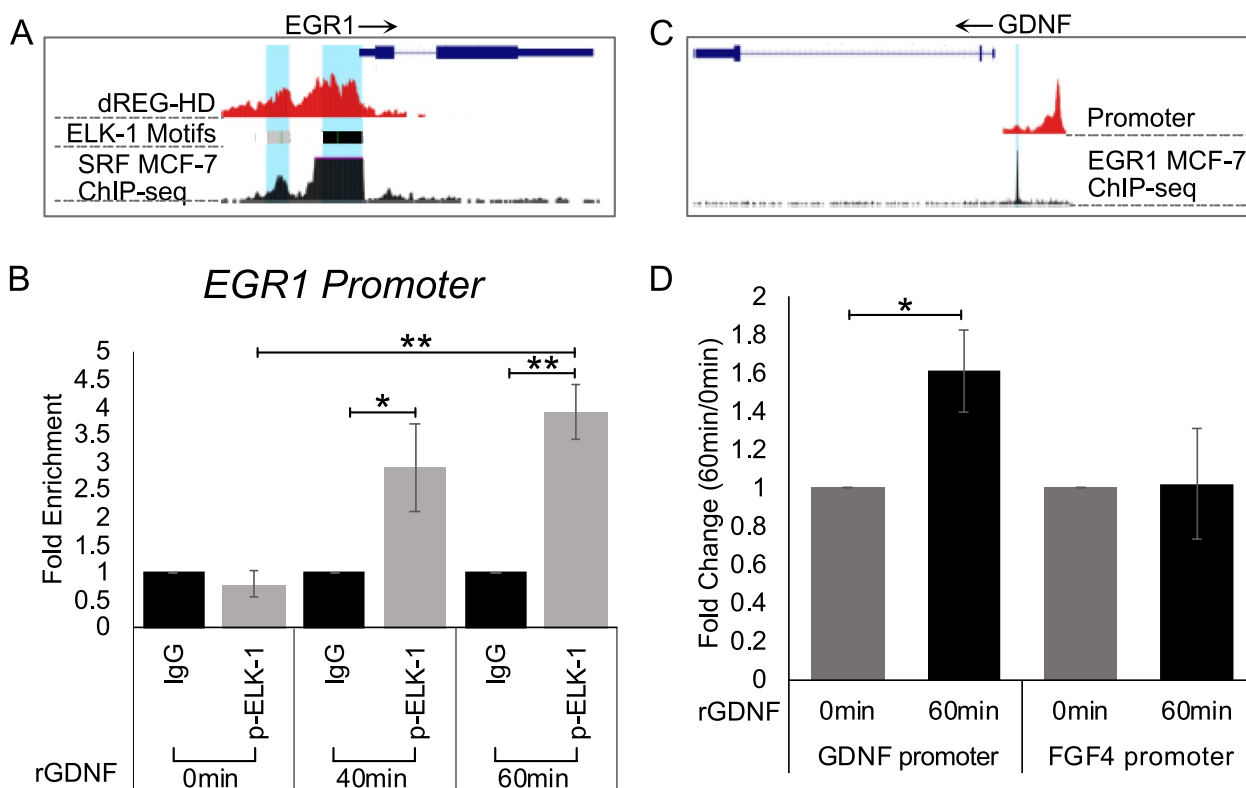 A
EGR1 →
dREG-HD
ELK-1 Motifs
SRF MCF-7
ChIP-seq
C
← GDNF
Promoter
EGR1 MCF-7
ChIP-seq
B
EGR1 Promoter
Fold Enrichment
5
4.5
4
3.5
3
2.5
2
1.5
1
0.5
0
**
**
*
IgG
p-ELK-1
IgG
p-ELK-1
IgG
p-ELK-1
rGDNF
0min
40min
60min
D
Fold Change (60min/0min)
2
1.8
1.6
1.4
1.2
1
0.8
0.6
0.4
0.2
0
*
rGDNF
0min
60min
0min
60min
GDNF promoter
FGF4 promoter